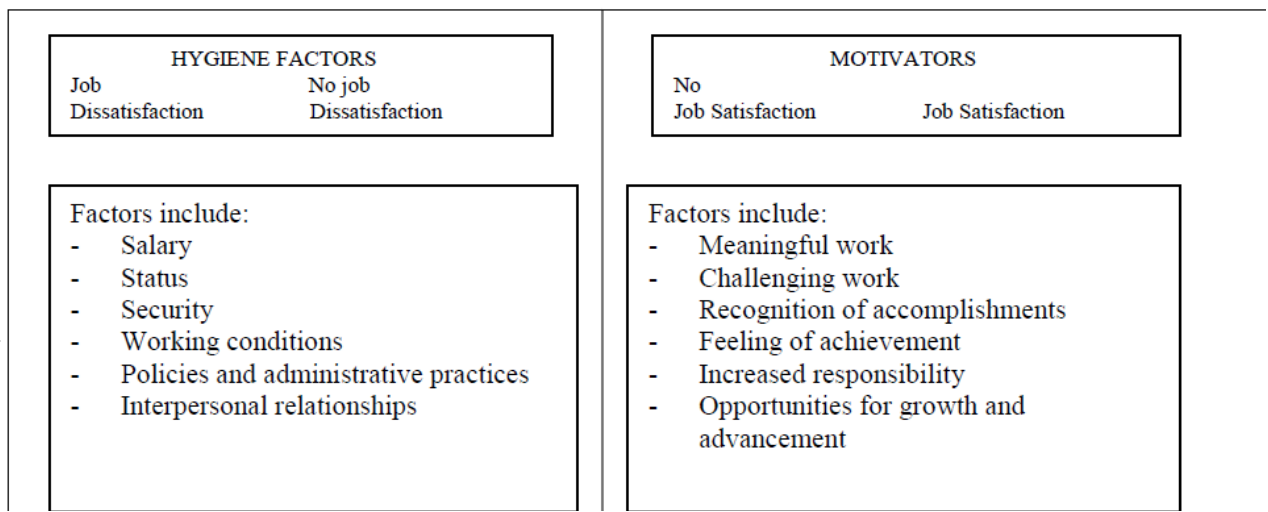 HYGIENE FACTORS
Job No job
Dissatisfaction Dissatisfaction
Factors include:
- Salary
- Status
- Security
- Working conditions
- Policies and administrative practices
- Interpersonal relationships
MOTIVATORS
No
Job Satisfaction Job Satisfaction
Factors include:
- Meaningful work
- Challenging work
- Recognition of accomplishments
- Feeling of achievement
- Increased responsibility
- Opportunities for growth and
advancement